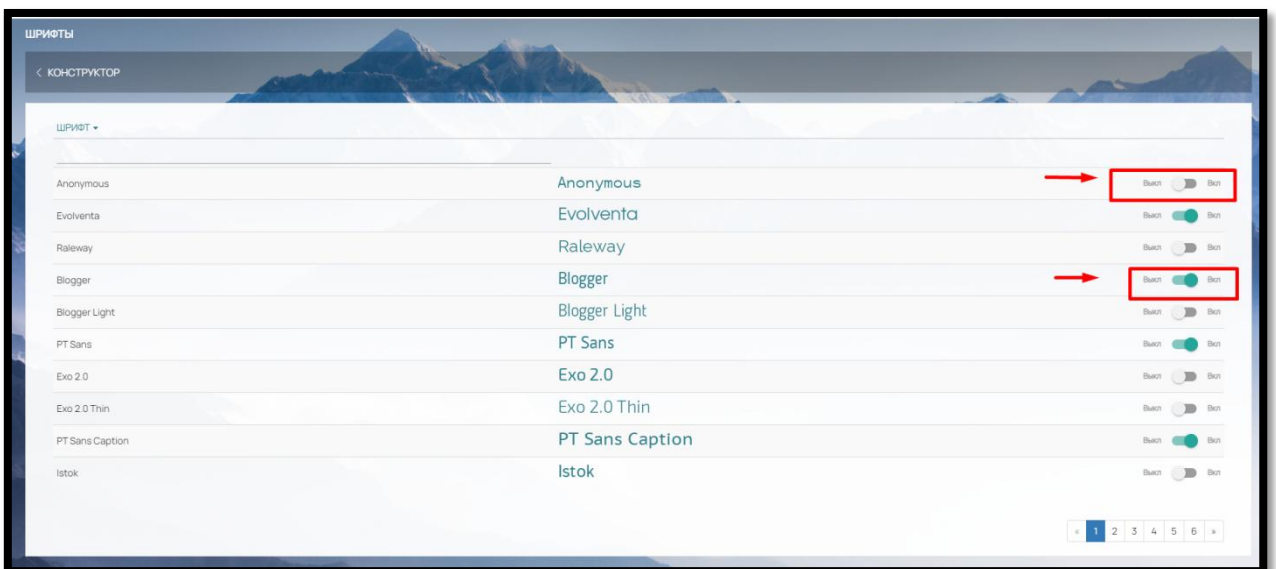 ШРИФТЫ
< КОНСТРУКТОР
ШРИФТ
Anonymous Anonymous Выкл Вкл
Evolventa Evolventa Выкл Вкл
Raleway Raleway Выкл Вкл
Blogger Blogger Выкл Вкл
Blogger Light Blogger Light Выкл Вкл
PT Sans PT Sans Выкл Вкл
Exo 2.0 Exo 2.0 Выкл Вкл
Exo 2.0 Thin Exo 2.0 Thin Выкл Вкл
PT Sans Caption PT Sans Caption Выкл Вкл
Istok Istok Выкл Вкл
« 1 2 3 4 5 6 »